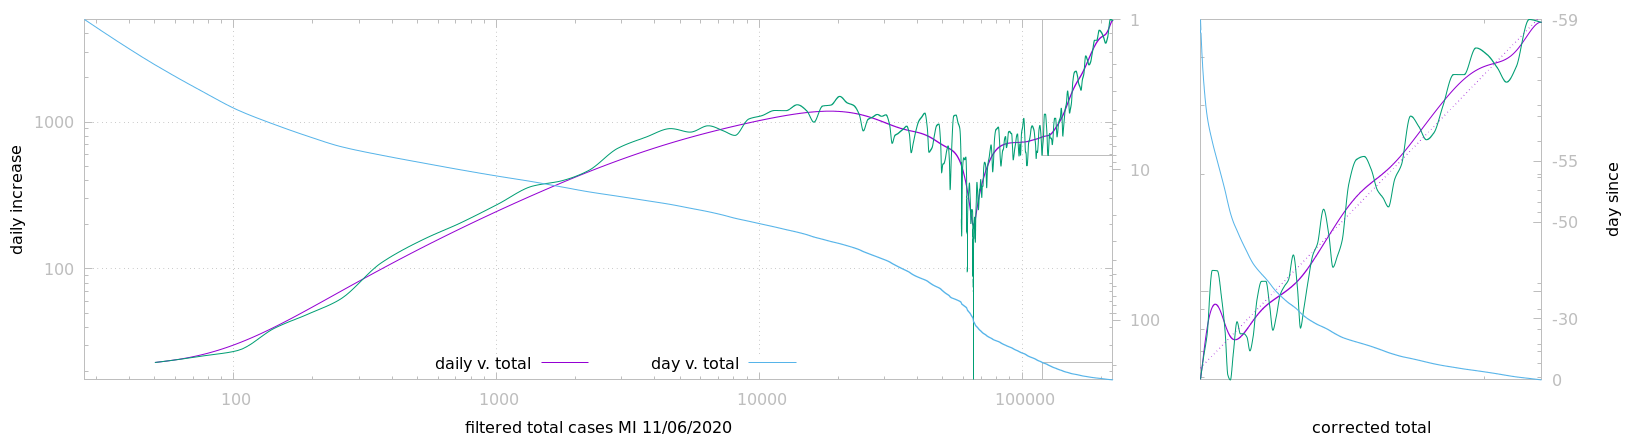 1
-59
1000
10
-55
daily increase
day since
-50
100
100
-30
daily v. total
day v. total
0
100
1000
10000
100000
filtered total cases MI 11/06/2020
corrected total